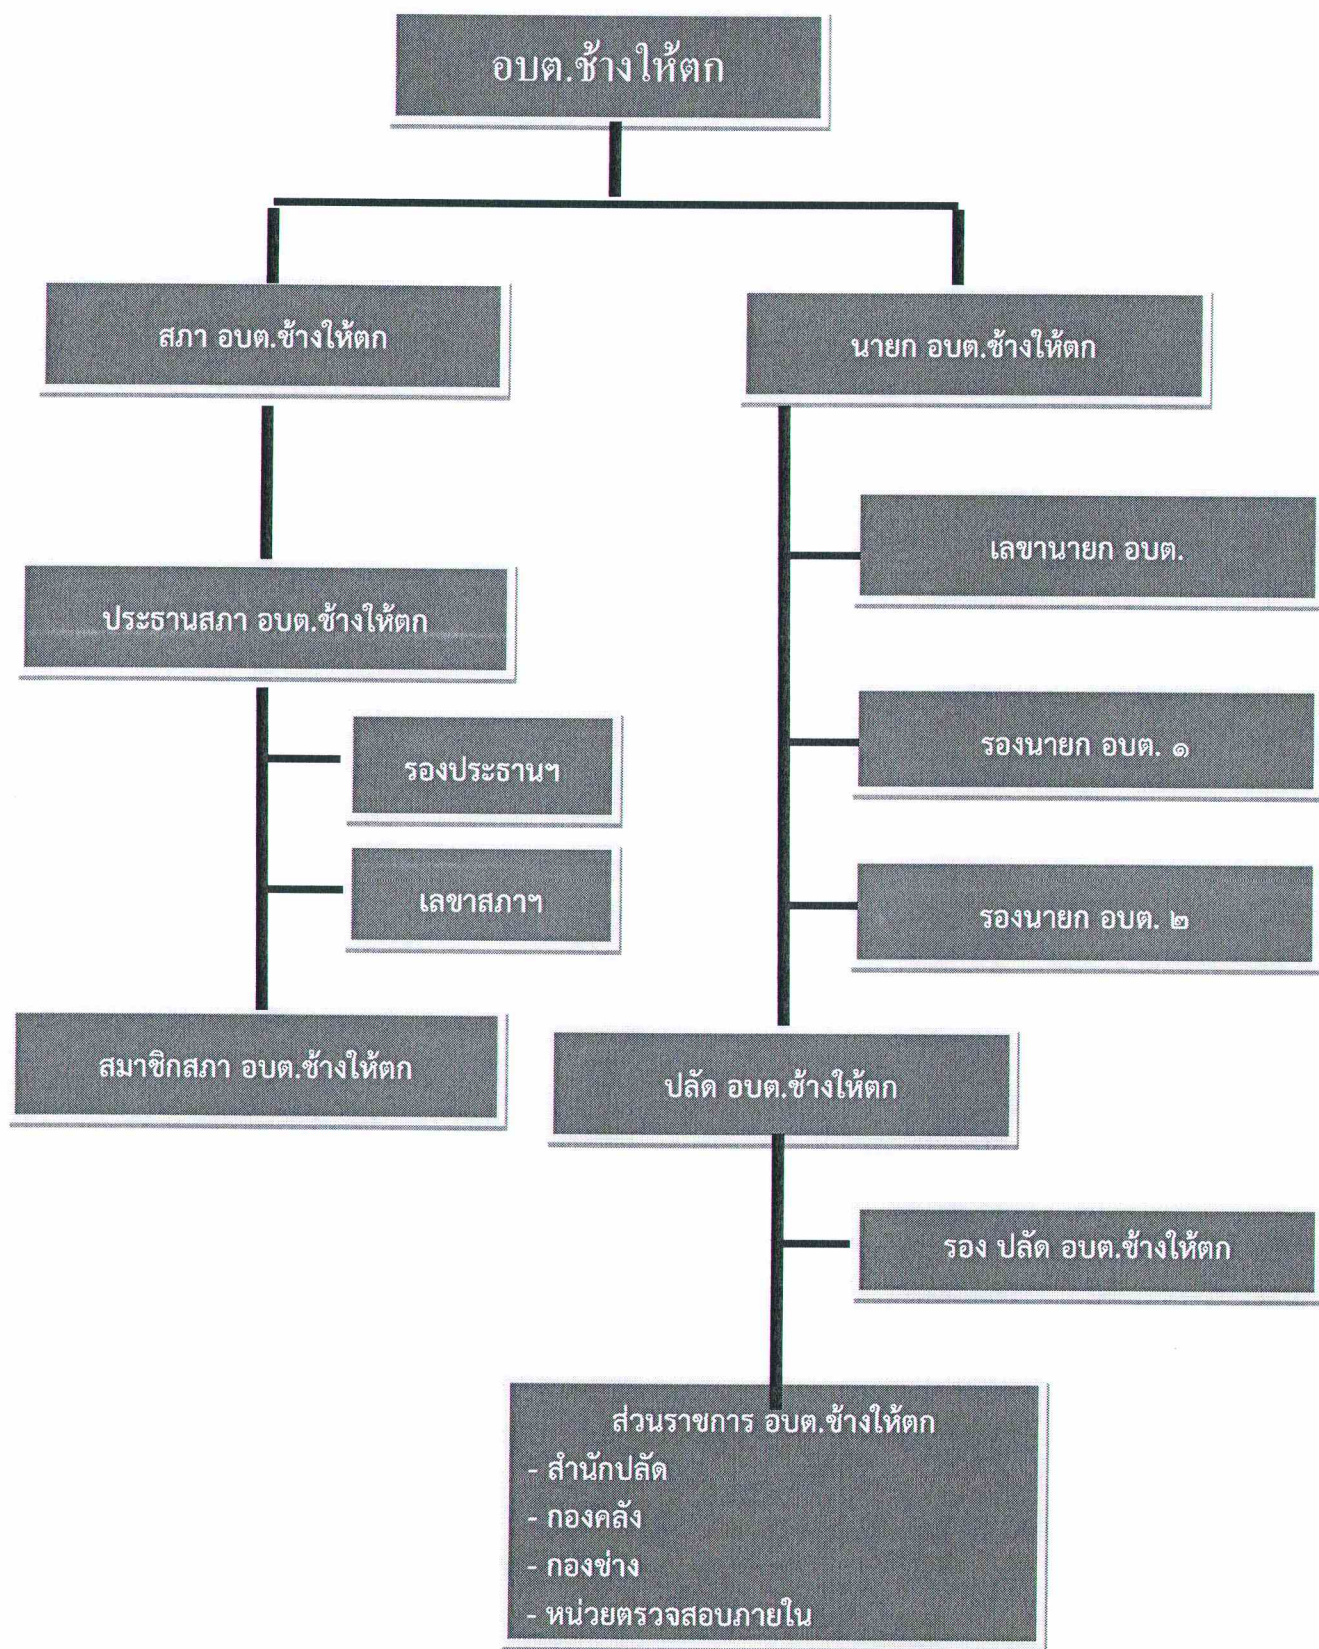 อบต.ช้างให้ตก
สภา อบต.ช้างให้ตก
นายก อบต.ช้างให้ตก
เลขานายก อบต.
ประธานสภา อบต.ช้างให้ตก
รองนายก อบต. ๑
รองประธานฯ
เลขาสภาฯ
รองนายก อบต. ๒
สมาชิกสภา อบต.ช้างให้ตก
ปลัด อบต.ช้างให้ตก
รอง ปลัด อบต.ช้างให้ตก
ส่วนราชการ อบต.ช้างให้ตก
- สำนักปลัด
- กองคลัง
- กองช่าง
- หน่วยตรวจสอบภายใน